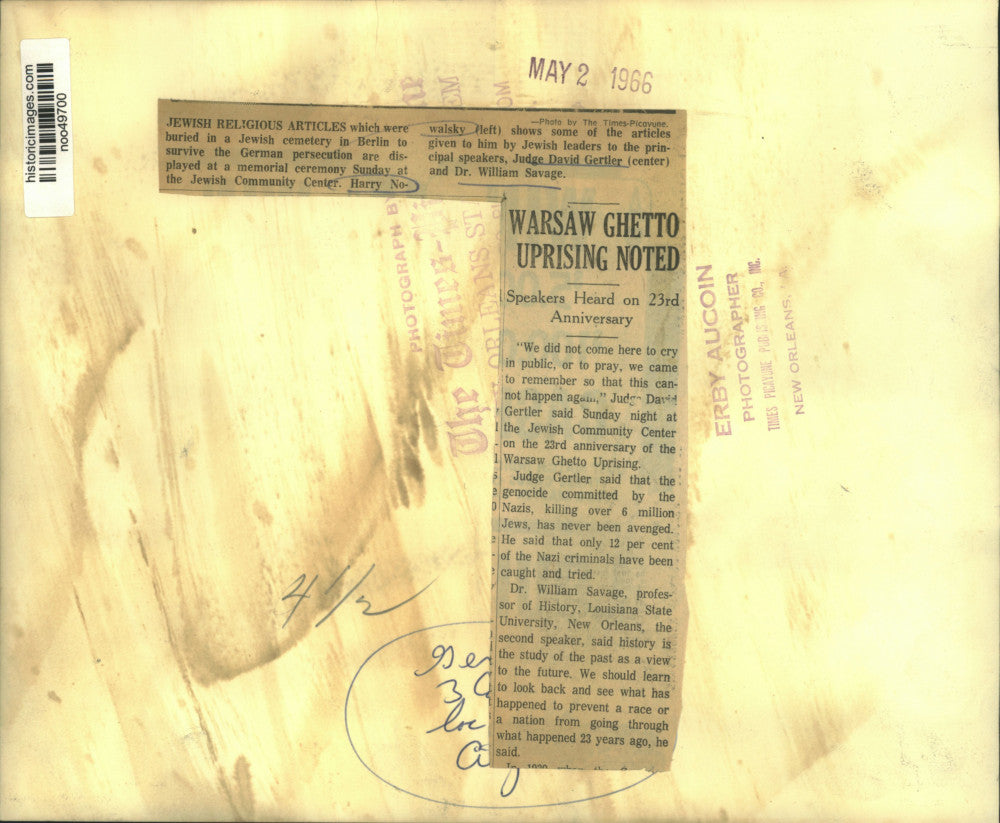 MAY 2 1966
historicimages.com
noo49700
—Photo by The Times-Picayune.
JEWISH RELIGIOUS ARTICLES which were
buried in a Jewish cemetery in Berlin to
survive the German persecution are dis-
played at a memorial ceremony Sunday at
the Jewish Community Center. Harry No-
walsky (left) shows some of the articles
given to him by Jewish leaders to the prin-
cipal speakers, Judge David Gertler (center)
and Dr. William Savage.
WARSAW GHETTO
UPRISING NOTED
Speakers Heard on 23rd
Anniversary
"We did not come here to cry
in public, or to pray, we came
to remember so that this can-
not happen again," Judge David
Gertler said Sunday night at
the Jewish Community Center
on the 23rd anniversary of the
Warsaw Ghetto Uprising.
Judge Gertler said that the
genocide committed by the
Nazis, killing over 6 million
Jews, has never been avenged.
He said that only 12 per cent
of the Nazi criminals have been
caught and tried.
Dr. William Savage, profes-
sor of History, Louisiana State
University, New Orleans, the
second speaker, said history is
the study of the past as a view
to the future. We should learn
to look back and see what has
happened to prevent a race or
a nation from going through
what happened 23 years ago, he
said.
PHOTOGRAPH B
The Times-
ORLEANS ST
ERBY AUCOIN
PHOTOGRAPHER
TIMES PICAYUNE PUBLISHING CO., INC.
NEW ORLEANS,
4 1/2